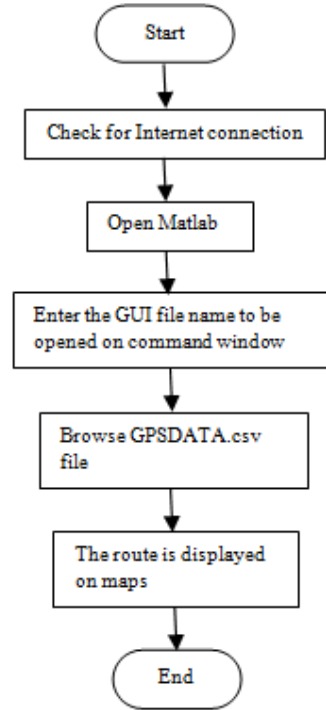 Start
Check for Internet connection
Open Matlab
Enter the GUI file name to be
opened on command window
Browse GPSDATA.csv
file
The route is displayed
on maps
End